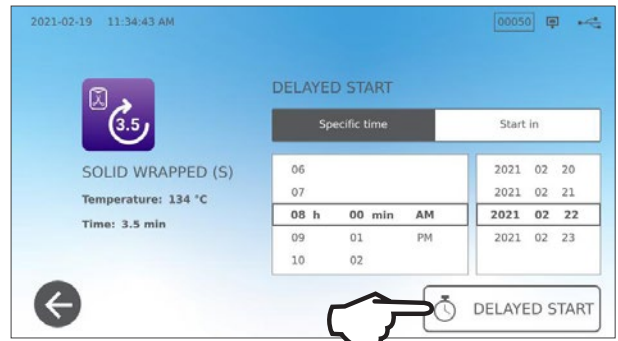 2021-02-19 11:34:43 AM
00050
DELAYED START
Specific time
Start in
3.5
SOLID WRAPPED (S)
Temperature: 134 °C
Time: 3.5 min
06
07
08 h 00 min AM
09 01 PM
10 02
2021 02 20
2021 02 21
2021 02 22
2021 02 23
DELAYED START